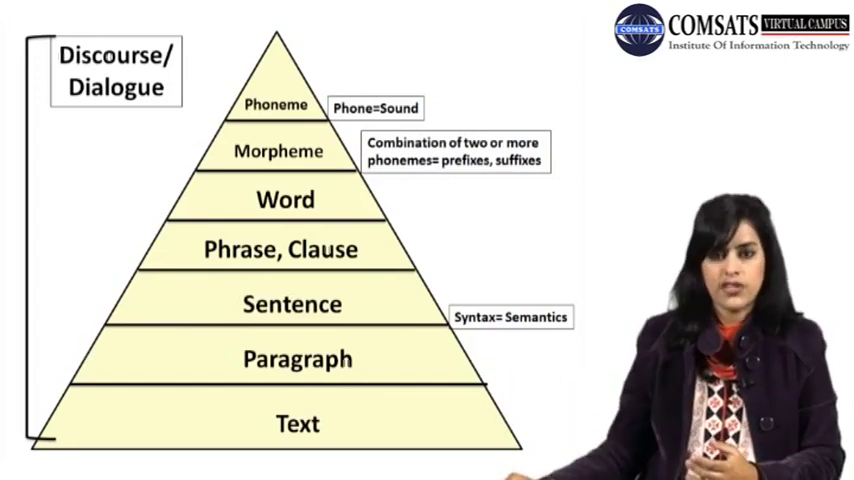 COMSATS VIRTUAL CAMPUS
COMSATS
Institute Of Information Technology
Discourse/
Dialogue
Phoneme
Phone=Sound
Morpheme
Combination of two or more
phonemes= prefixes, suffixes
Word
Phrase, Clause
Sentence
Syntax= Semantics
Paragraph
Text